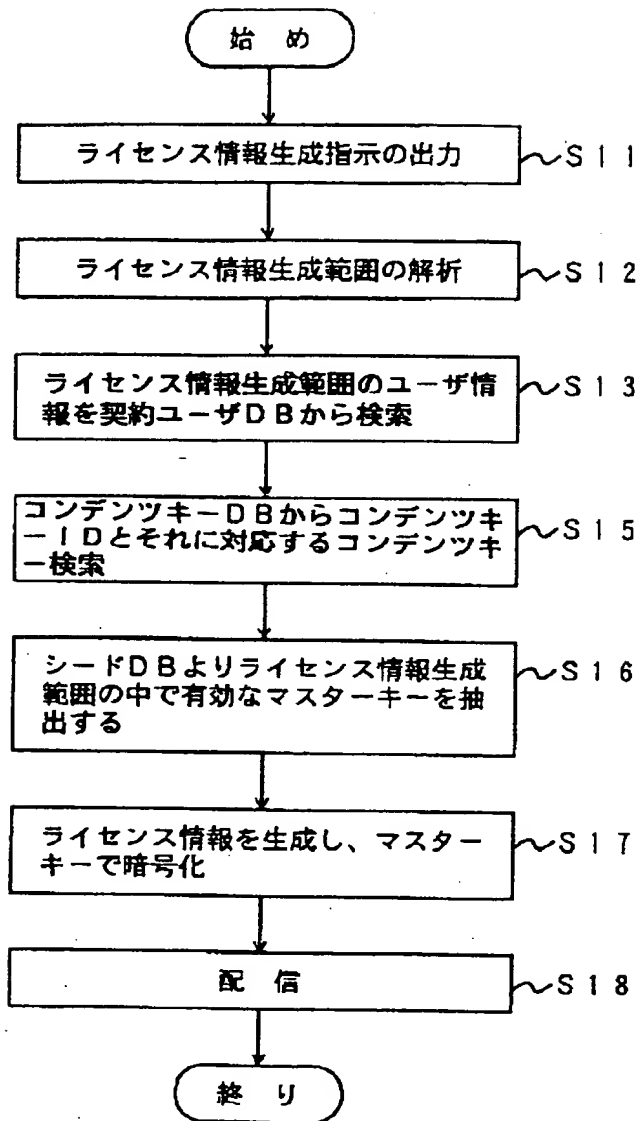 始め
ライセンス情報生成指示の出力
~S11
ライセンス情報生成範囲の解析
~S12
ライセンス情報生成範囲のユーザ情
報を契約ユーザDBから検索
~S13
コンデンツキーDBからコンデンツキ
ーIDとそれに対応するコンデンツキ
ー検索
~S15
シードDBよりライセンス情報生成
範囲の中で有効なマスターキーを抽
出する
~S16
ライセンス情報を生成し、マスター
キーで暗号化
~S17
配信
~S18
終り